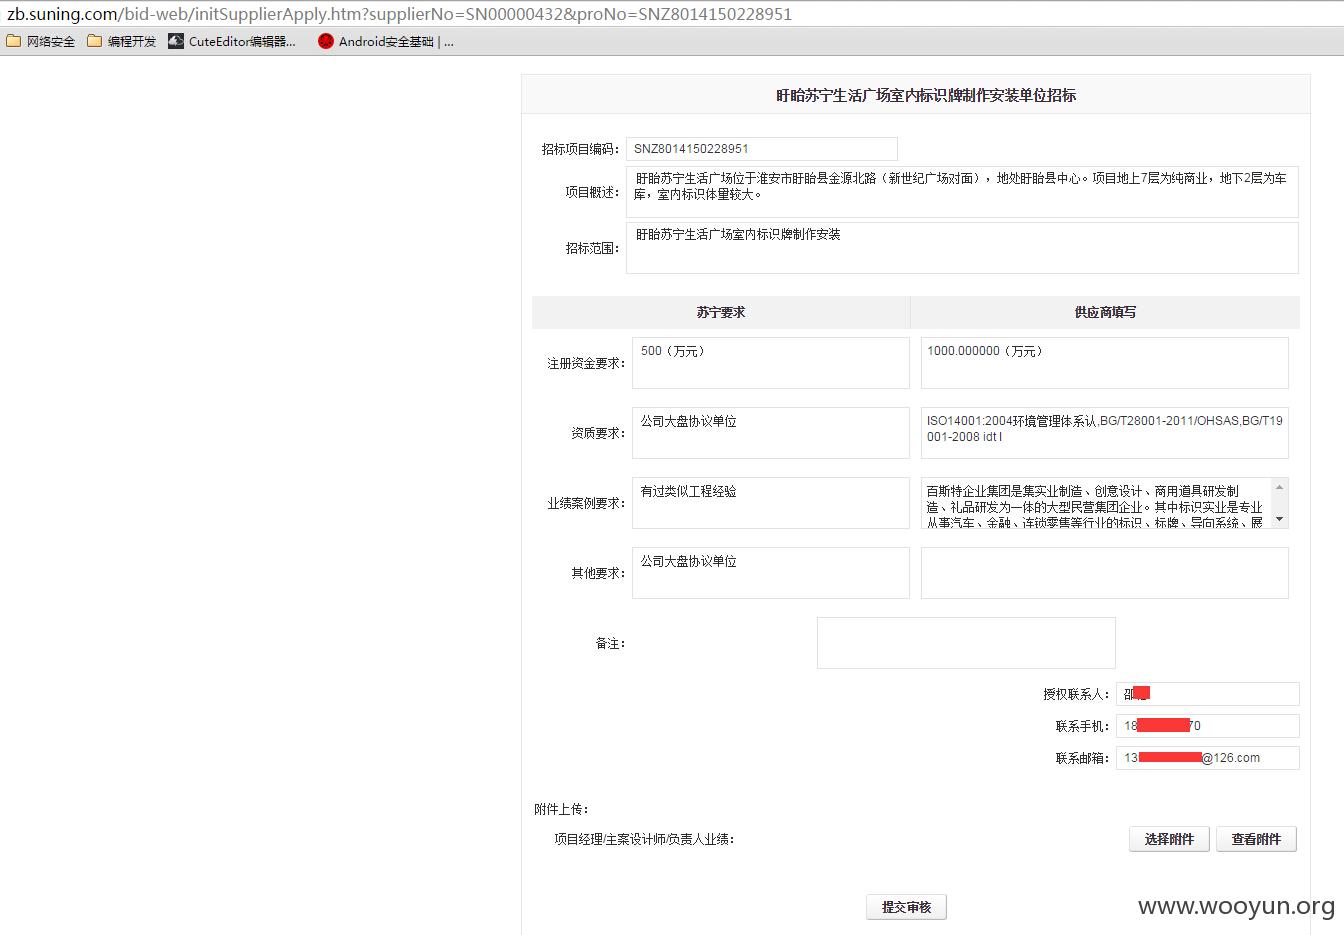 zb.suning.com/bid-web/initSupplierApply.htm?supplierNo=SN00000432&proNo=SNZ8014150228951
网络安全 编程开发 CuteEditor编辑器... Android安全基础 | ...
盱眙苏宁生活广场室内标识牌制作安装单位招标
招标项目编码： SNZ8014150228951
项目概述： 盱眙苏宁生活广场位于淮安市盱眙县金源北路（新世纪广场对面），地处盱眙县中心。项目地上7层为纯商业，地下2层为车
库，室内标识体量较大。
招标范围： 盱眙苏宁生活广场室内标识牌制作安装
苏宁要求 供应商填写
注册资金要求： 500（万元） 1000.000000（万元）
资质要求： 公司大盘协议单位 ISO14001:2004环境管理体系认,BG/T28001-2011/OHSAS,BG/T19
001-2008 idt I
业绩案例要求： 有过类似工程经验 百斯特企业集团是集实业制造、创意设计、商用道具研发制
造、礼品研发为一体的大型民营集团企业。其中标识实业是专业
从事汽车、金融、连锁零售等行业的标识、标牌、导向系统、展
其他要求： 公司大盘协议单位
备注：
授权联系人： 邵
联系手机： 18 70
联系邮箱： 13 @126.com
附件上传：
项目经理/主案设计师/负责人业绩： 选择附件 查看附件
提交审核
www.wooyun.org